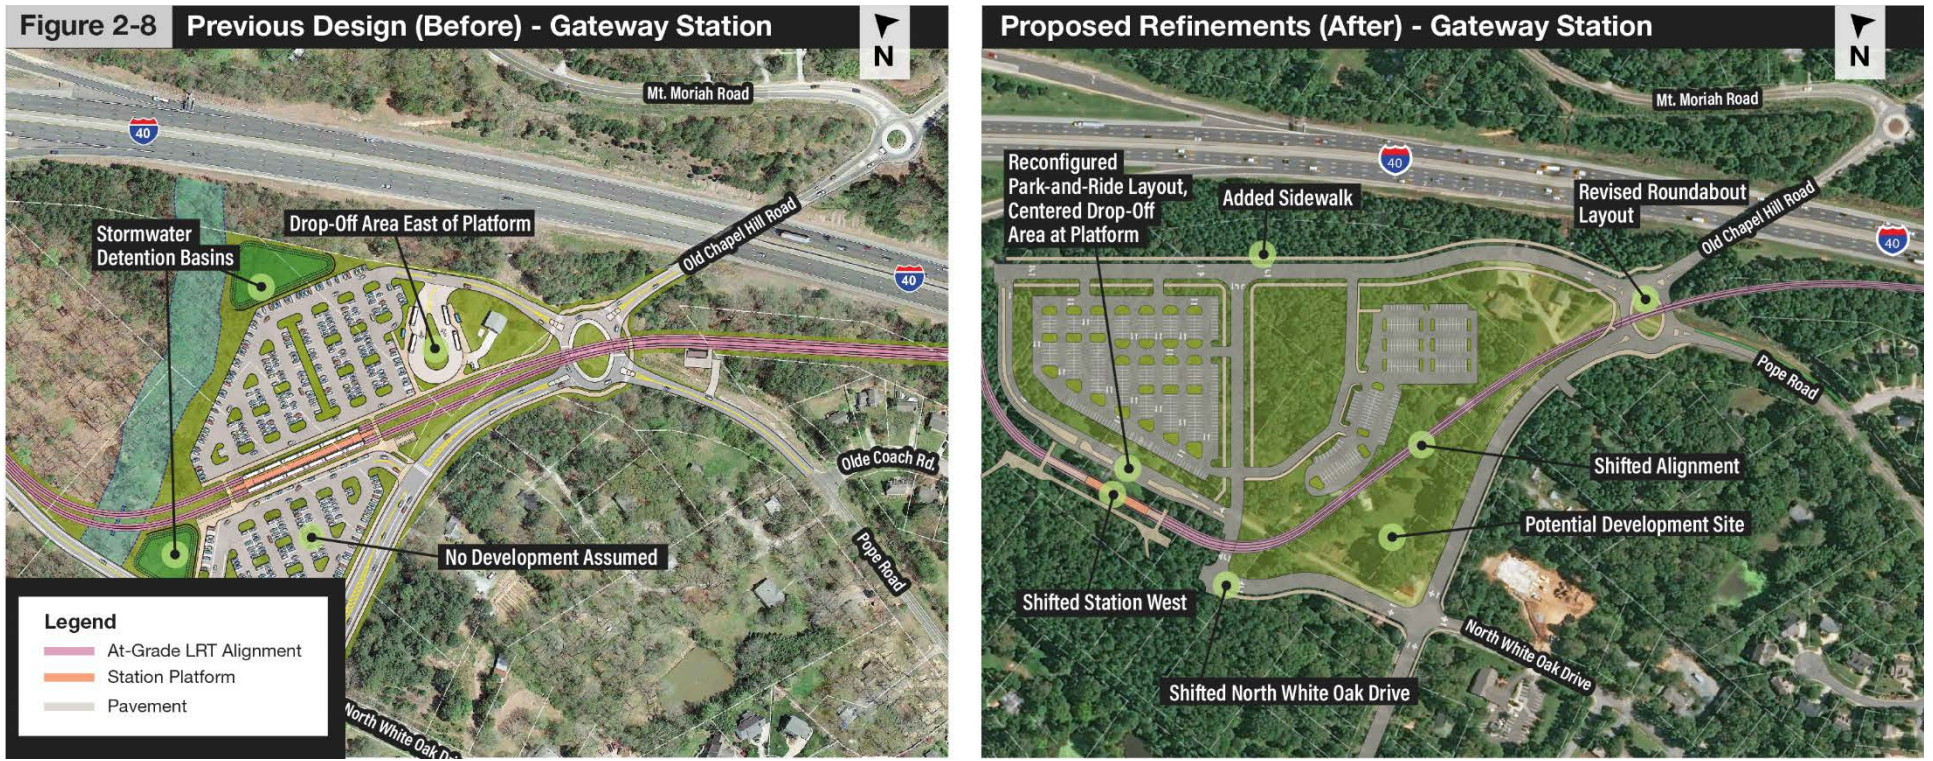 Figure 2-8
Previous Design (Before) - Gateway Station
N
Mt. Moriah Road
40
Stormwater
Detention Basins
Drop-Off Area East of Platform
Old Chapel Hill Road
40
Olde Coach Rd.
No Development Assumed
Pope Road
Legend
At-Grade LRT Alignment
Station Platform
Pavement
North White Oak Dri
Proposed Refinements (After) - Gateway Station
N
Mt. Moriah Road
40
Reconfigured
Park-and-Ride Layout,
Centered Drop-Off
Area at Platform
Added Sidewalk
Revised Roundabout
Layout
Old Chapel Hill Road
40
Pope Road
Shifted Alignment
Potential Development Site
Shifted Station West
North White Oak Drive
Shifted North White Oak Drive